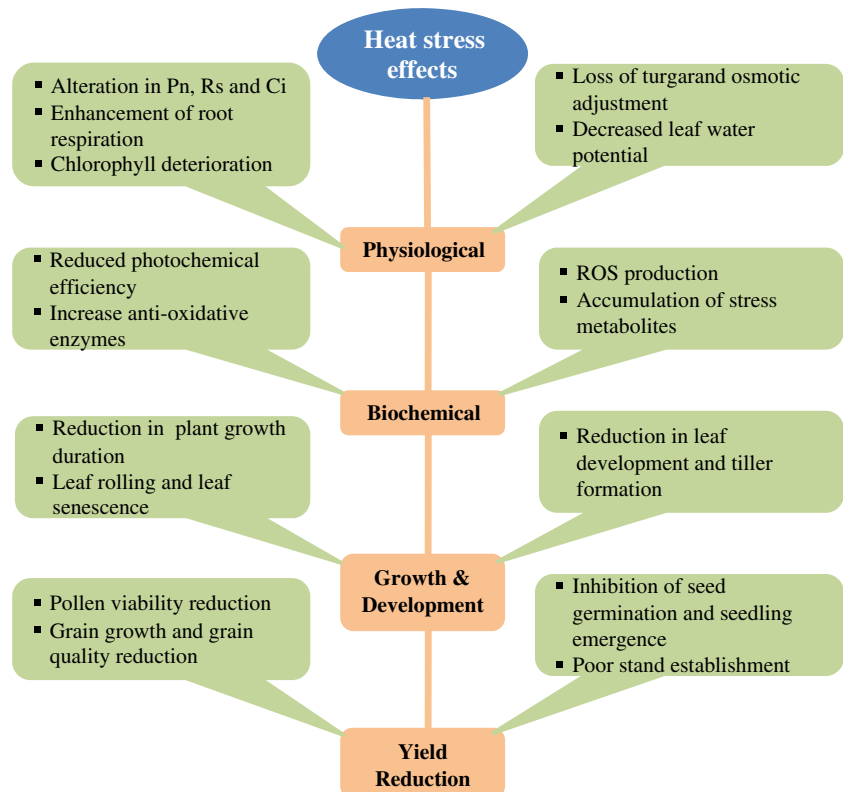 Heat stress
effects
▪ Alteration in Pn, Rs and Ci
▪ Enhancement of root
respiration
▪ Chlorophyll deterioration
▪ Loss of turgarand osmotic
adjustment
▪ Decreased leaf water
potential
Physiological
▪ Reduced photochemical
efficiency
▪ Increase anti-oxidative
enzymes
▪ ROS production
▪ Accumulation of stress
metabolites
Biochemical
▪ Reduction in plant growth
duration
▪ Leaf rolling and leaf
senescence
▪ Reduction in leaf
development and tiller
formation
Growth &
Development
▪ Pollen viability reduction
▪ Grain growth and grain
quality reduction
▪ Inhibition of seed
germination and seedling
emergence
▪ Poor stand establishment
Yield
Reduction